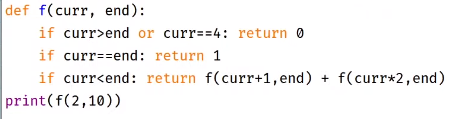 def f(curr, end):
    if curr>end or curr==4: return 0
    if curr==end: return 1
    if curr<end: return f(curr+1,end) + f(curr*2,end)
print(f(2,10))